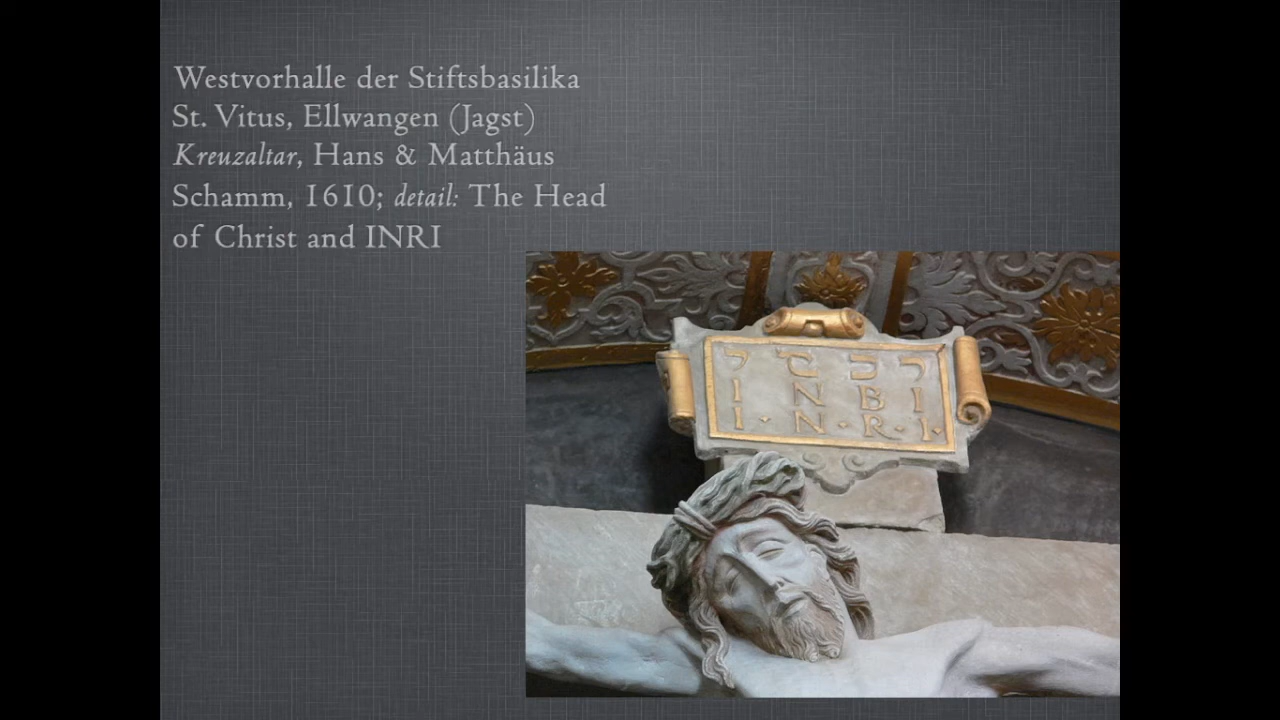 Westvorhalle der Stiftsbasilika
St. Vitus, Ellwangen (Jagst)
Kreuzaltar, Hans & Matthäus
Schamm, 1610; detail: The Head
of Christ and INRI
I N B I
I · N · R · I ·